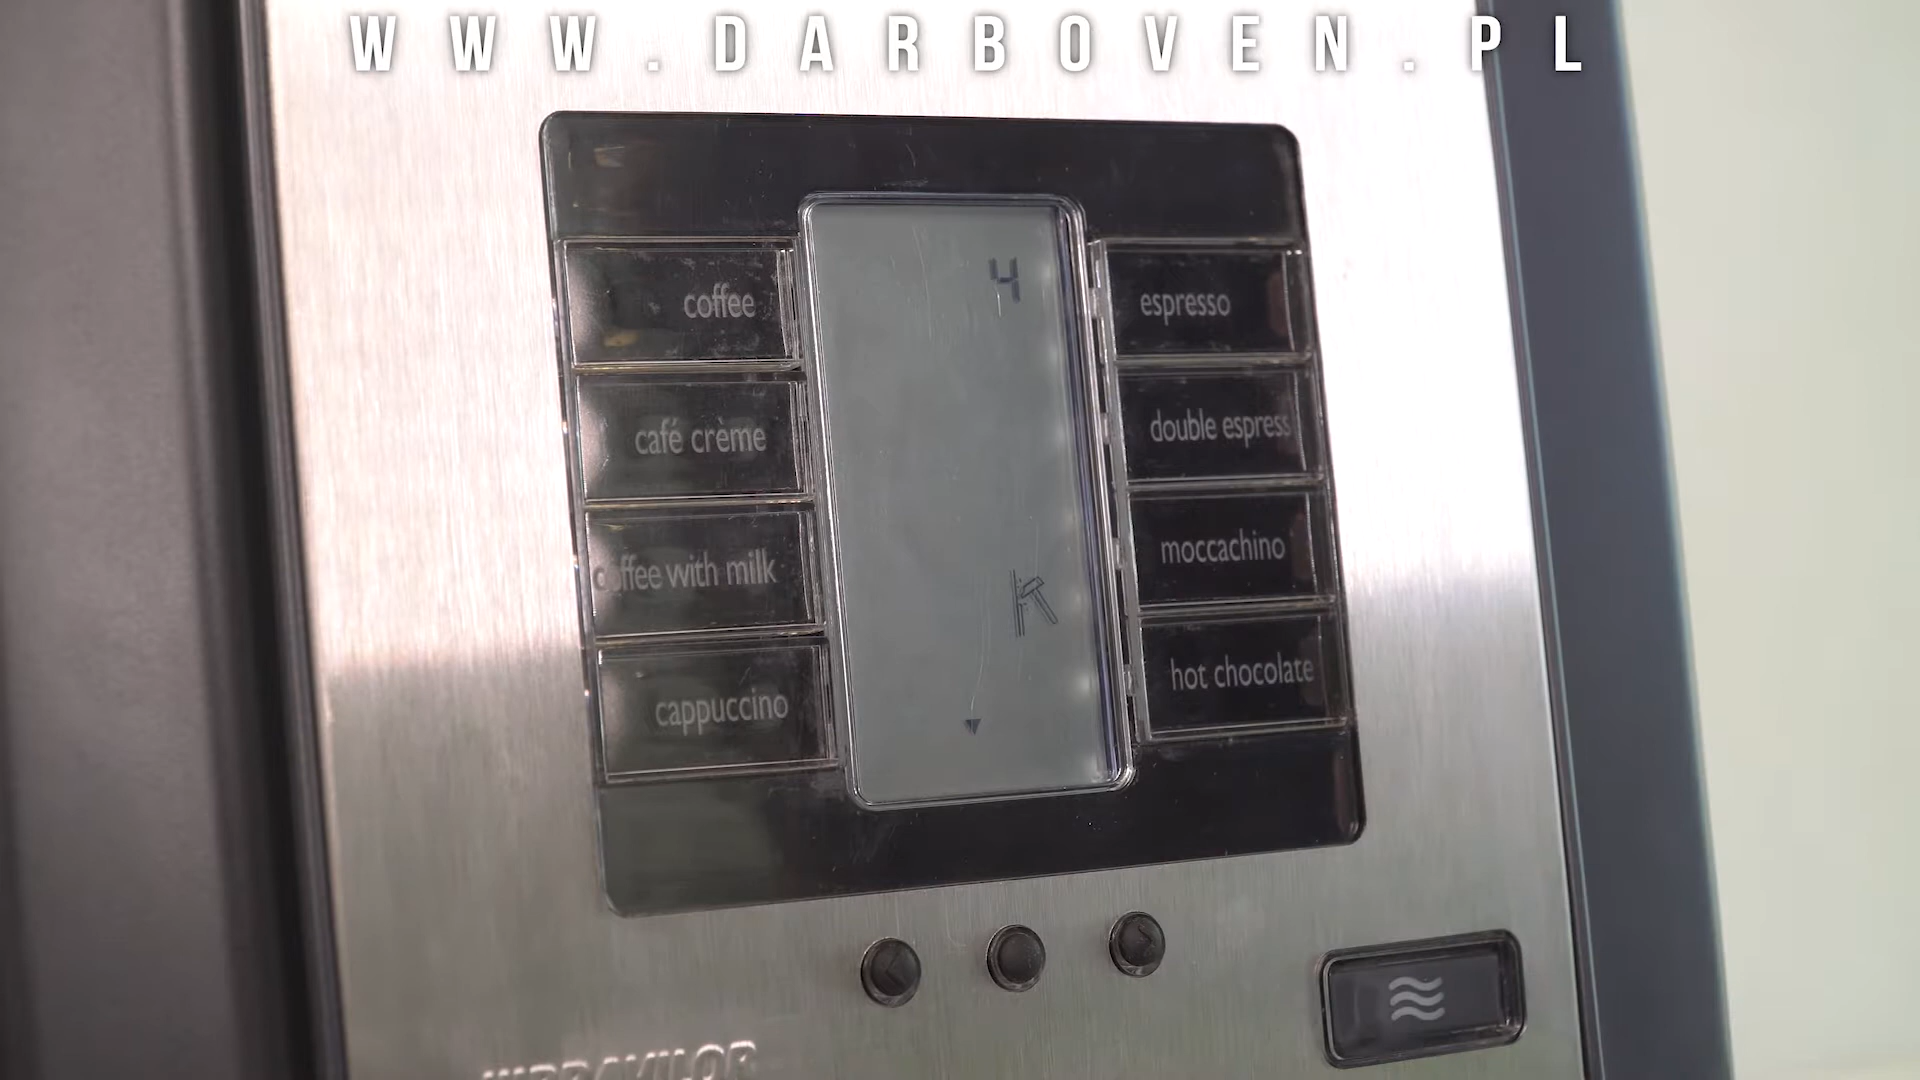 WWW.DARBOVEN.PL
4
coffee
espresso
café crème
double espress
coffee with milk
moccachino
cappuccino
hot chocolate